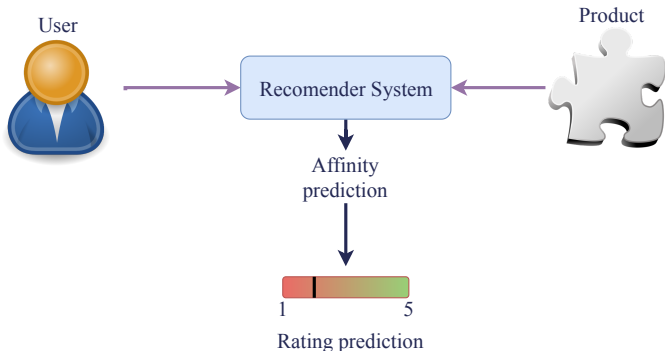 User
Product
Recomender System
Affinity
prediction
1
5
Rating prediction